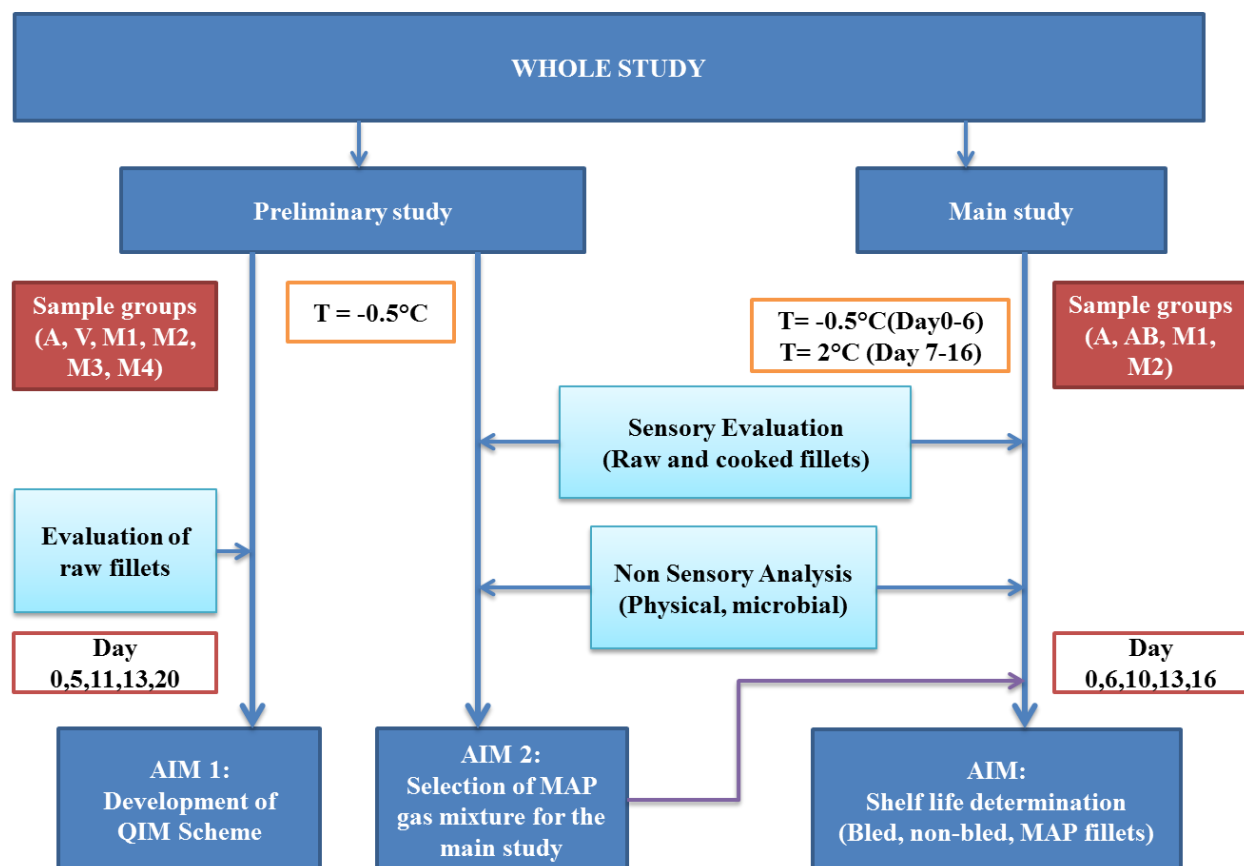 WHOLE STUDY
Preliminary study
Main study
Sample groups
(A, V, M1, M2,
M3, M4)
T = -0.5°C
T= -0.5°C(Day0-6)
T= 2°C (Day 7-16)
Sample groups
(A, AB, M1,
M2)
Sensory Evaluation
(Raw and cooked fillets)
Evaluation of
raw fillets
Non Sensory Analysis
(Physical, microbial)
Day
0,5,11,13,20
Day
0,6,10,13,16
AIM 1:
Development of
QIM Scheme
AIM 2:
Selection of MAP
gas mixture for the
main study
AIM:
Shelf life determination
(Bled, non-bled, MAP fillets)